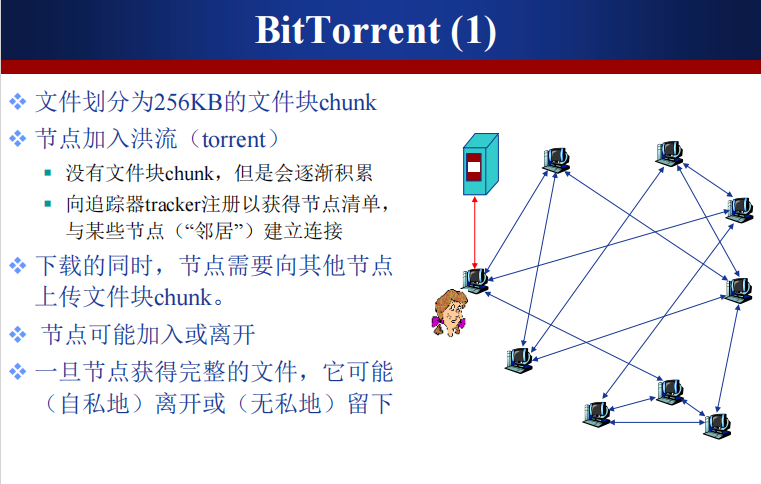 BitTorrent (1)
文件划分为256KB的文件块chunk
节点加入洪流（torrent）
没有文件块chunk，但是会逐渐积累
向追踪器tracker注册以获得节点清单，
与某些节点（“邻居”）建立连接
下载的同时，节点需要向其他节点
上传文件块chunk。
节点可能加入或离开
一旦节点获得完整的文件，它可能
（自私地）离开或（无私地）留下